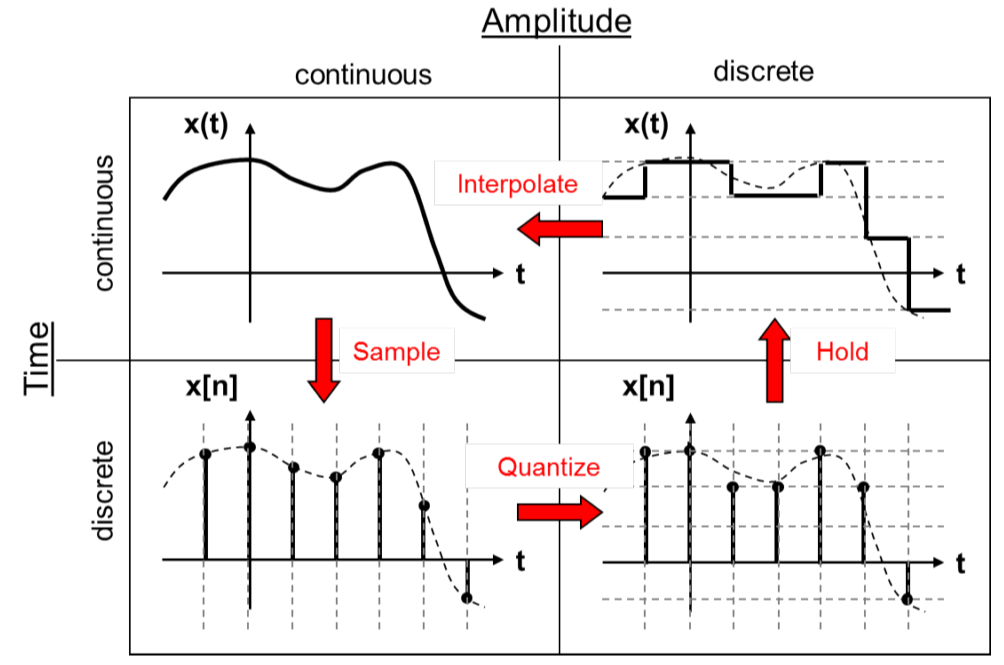 Amplitude
continuous
discrete
Time
continuous
discrete
x(t)
t
Interpolate
x(t)
t
Sample
Hold
x[n]
t
Quantize
x[n]
t